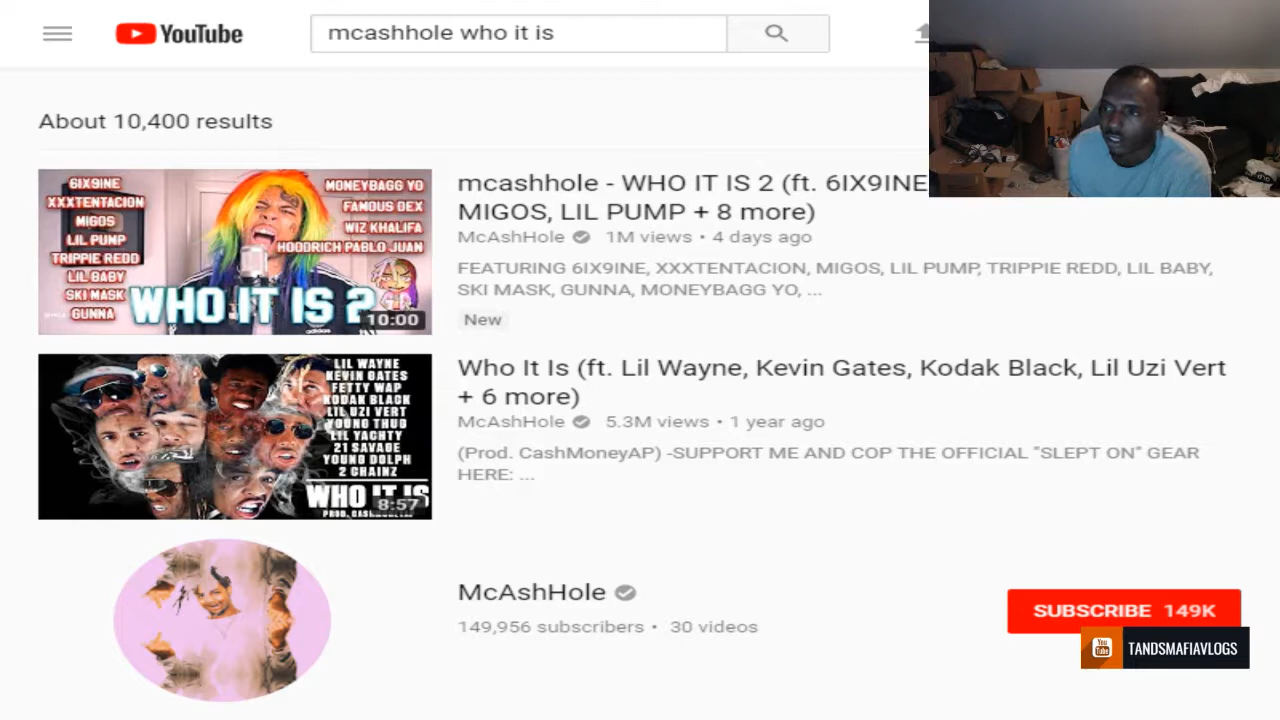 YouTube
mcashhole who it is
About 10,400 results
6IX9INE
XXXTENTACION
MIGOS
LIL PUMP
TRIPPIE REDD
LIL BABY
SKI MASK
GUNNA
MONEYBAGG YO
FAMOUS DEX
WIZ KHALIFA
HOODRICH PABLO JUAN
WHO IT IS 2
adidas
10:00
mcashhole - WHO IT IS 2 (ft. 6IX9INE
MIGOS, LIL PUMP + 8 more)
McAshHole 1M views • 4 days ago
FEATURING 6IX9INE, XXXTENTACION, MIGOS, LIL PUMP, TRIPPIE REDD, LIL BABY,
SKI MASK, GUNNA, MONEYBAGG YO, ...
New
LIL WAYNE
KEVIN GATES
FETTY WAP
KODAK BLACK
LIL UZI VERT
YOUNG THUG
LIL YACHTY
21 SAVAGE
YOUNG DOLPH
2 CHAINZ
WHO IT IS
8:57
Who It Is (ft. Lil Wayne, Kevin Gates, Kodak Black, Lil Uzi Vert
+ 6 more)
McAshHole 5.3M views • 1 year ago
(Prod. CashMoneyAP) -SUPPORT ME AND COP THE OFFICIAL "SLEPT ON" GEAR
HERE: ...
McAshHole
149,956 subscribers • 30 videos
SUBSCRIBE 149K
You
Tube
TANDSMAFIAVLOGS